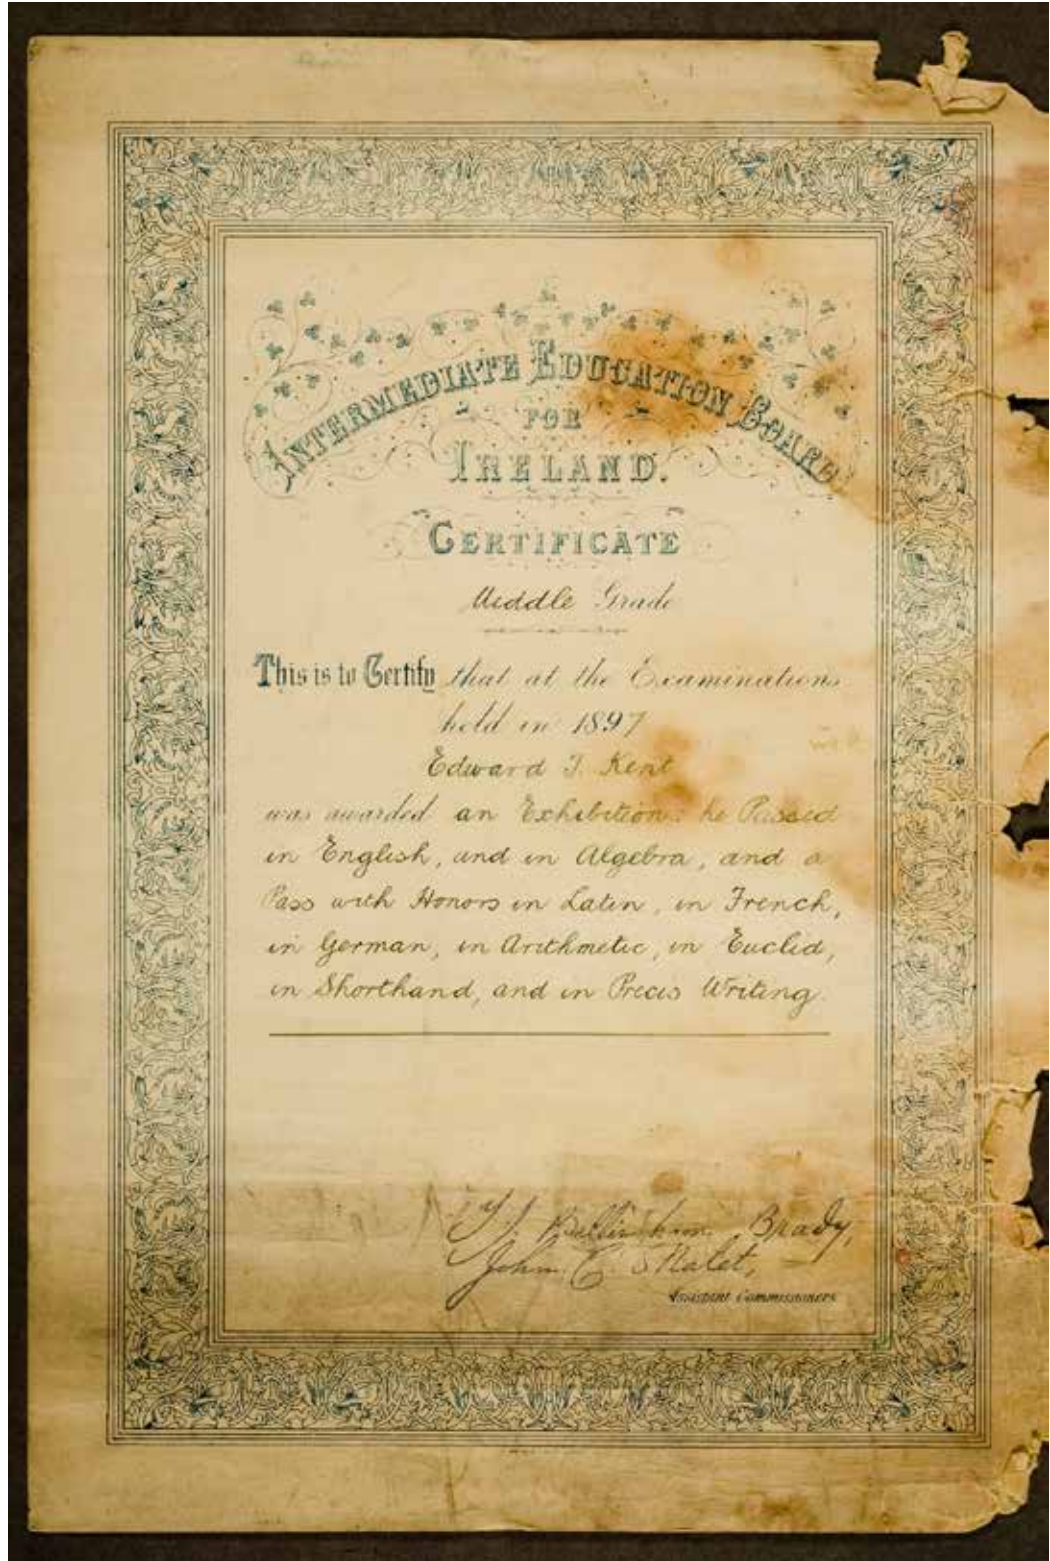 INTERMEDIATE EDUCATION BOARD
FOR
IRELAND.
CERTIFICATE
Middle Grade
This is to Certify that at the Examinations
held in 1897
Edward T. Kent
was awarded an Exhibition: he Passed
in English, and in Algebra, and a
Pass with Honors in Latin, in French,
in German, in Arithmetic, in Euclid,
in Shorthand, and in Precis Writing.
Brady,
John C. Malet,
Assistant Commissioners